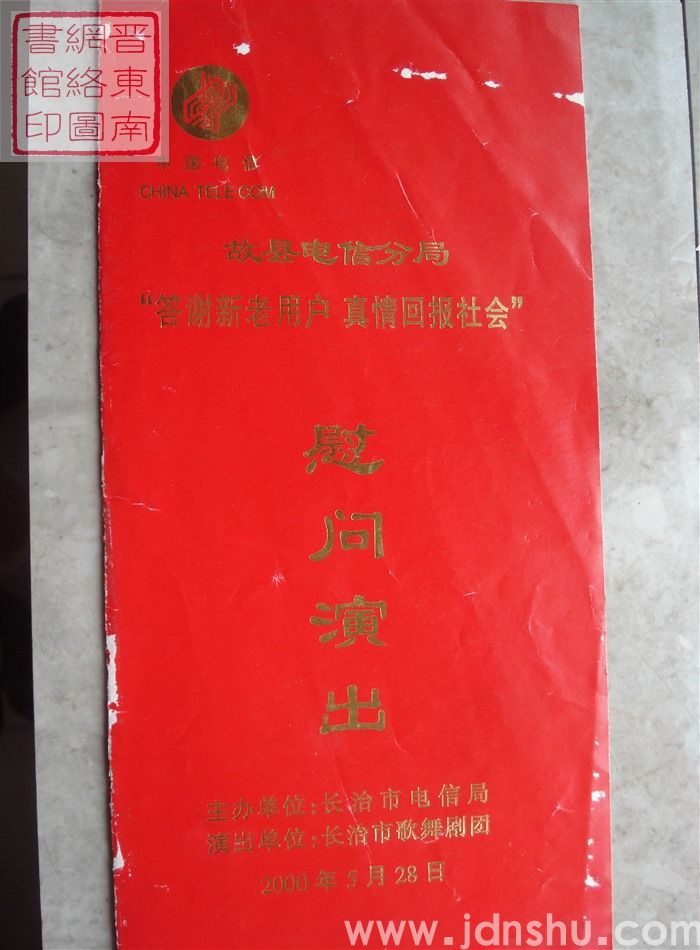 晋东南
網絡圖
書館印
中国电信
CHINA TELECOM
故县电信分局
“答谢新老用户 真情回报社会”
慰问演出
主办单位:长治市电信局
演出单位:长治市歌舞剧团
2000年5月28日
www.jdnshu.com